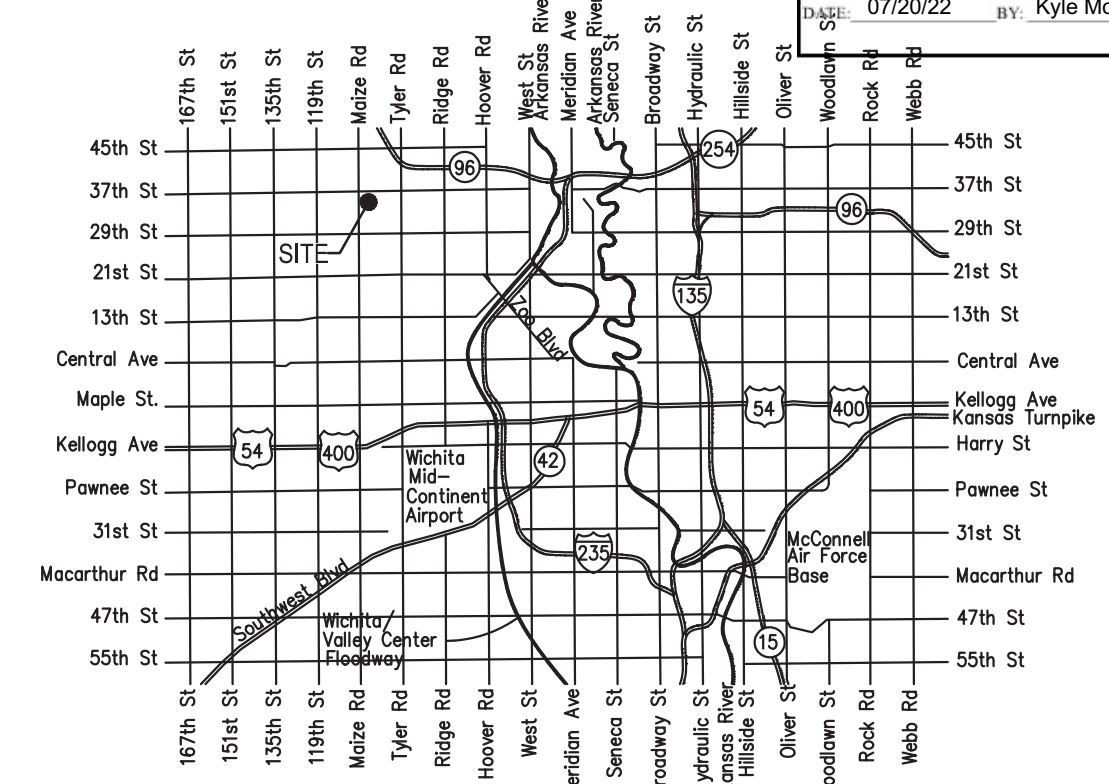 DATE: 07/20/22 BY: Kyle
167th St
151st St
135th St
119th St
Maize Rd
Tyler Rd
Ridge Rd
Hoover Rd
West St
Arkansas River
Meridian Ave
Arkansas River
Seneca St
Broadway St
Hydraulic St
Hillside St
Oliver St
Woodlawn St
Rock Rd
Webb Rd
45th St
37th St
29th St
21st St
13th St
Central Ave
Maple St.
Kellogg Ave
Pawnee St
31st St
Macarthur Rd
47th St
55th St
96
254
96
SITE
135
Zoo Blvd
54
400
54
400
42
Wichita
Mid-
Continent
Airport
235
McConnell
Air Force
Base
Southwest Blvd
Wichita/
Valley Center
Floodway
15
45th St
37th St
29th St
21st St
13th St
Central Ave
Kellogg Ave
Kansas Turnpike
Harry St
Pawnee St
31st St
Macarthur Rd
47th St
55th St
167th St
151st St
135th St
119th St
Maize Rd
Tyler Rd
Ridge Rd
Hoover Rd
West St
eridian Ave
Seneca St
roadway St
ydraulic St
ansas River
Hillside St
Oliver St
oodlawn St
Rock Rd
Webb Rd